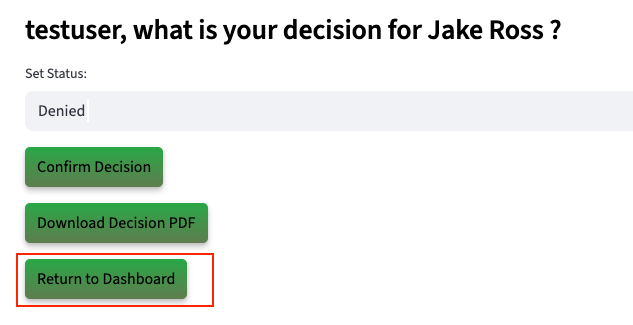 testuser, what is your decision for Jake Ross ?
Set Status:
Denied
Confirm Decision
Download Decision PDF
Return to Dashboard